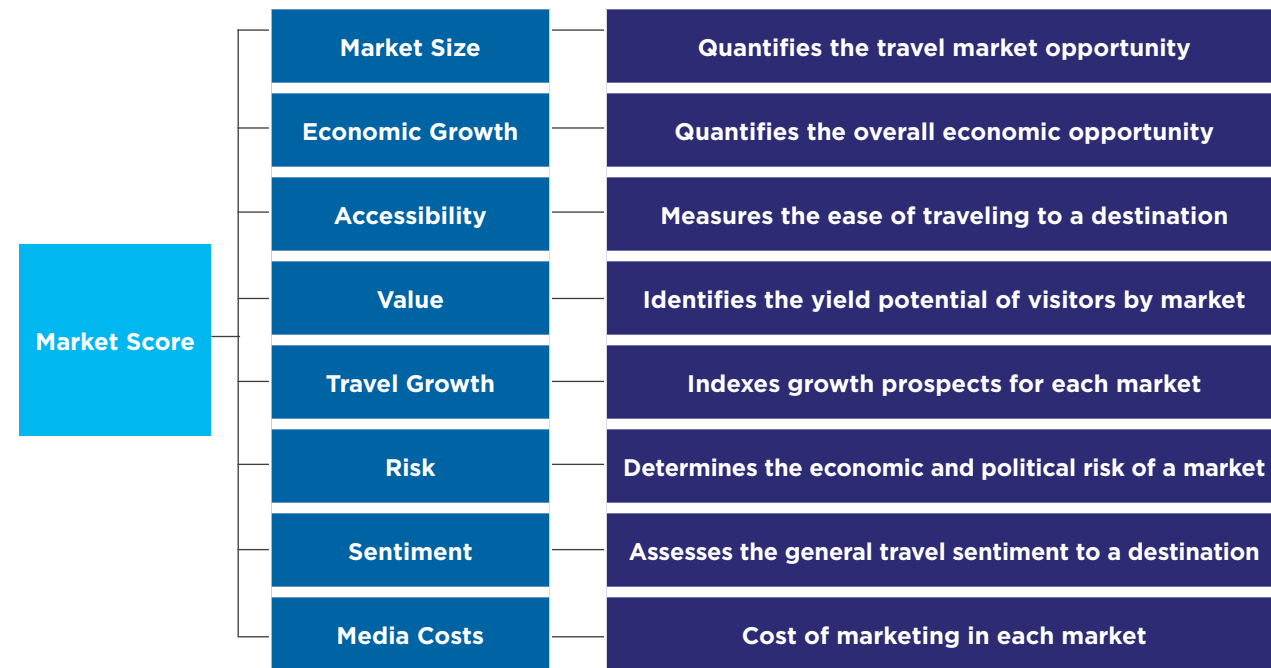 Market Score
Market Size
Quantifies the travel market opportunity
Economic Growth
Quantifies the overall economic opportunity
Accessibility
Measures the ease of traveling to a destination
Value
Identifies the yield potential of visitors by market
Travel Growth
Indexes growth prospects for each market
Risk
Determines the economic and political risk of a market
Sentiment
Assesses the general travel sentiment to a destination
Media Costs
Cost of marketing in each market